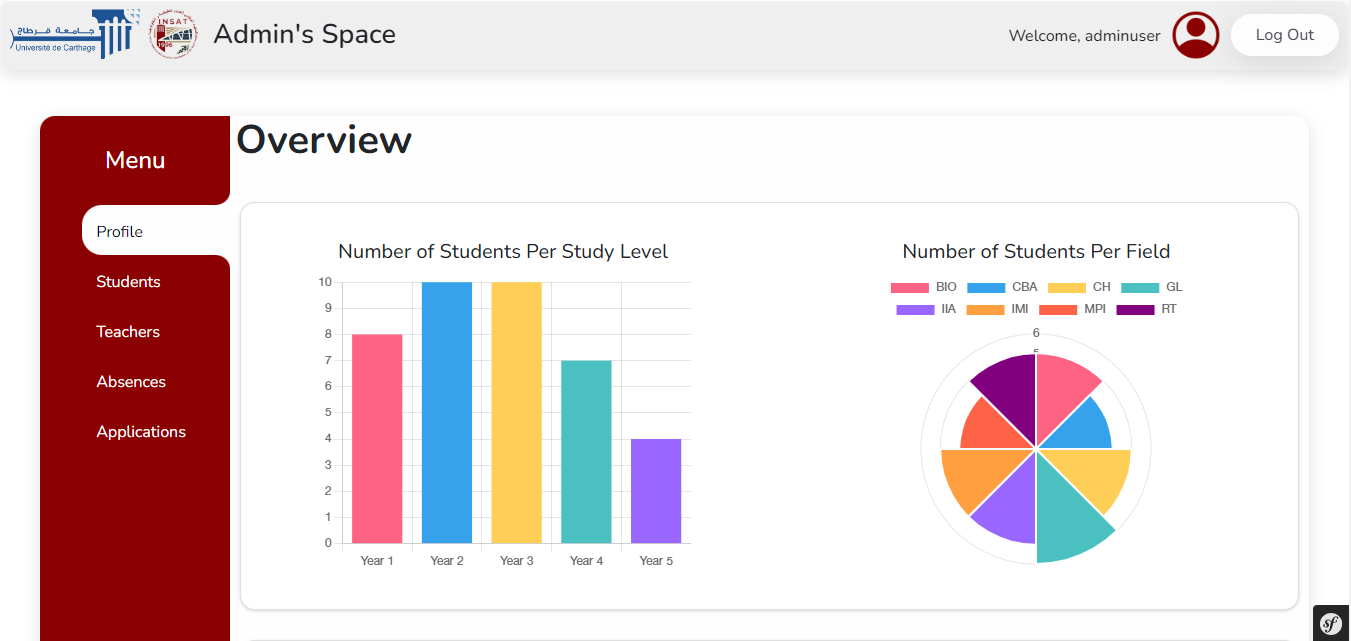 جامعة قرطاج
Université de Carthage
INSAT
1996
Admin's Space
Welcome, adminuser
Log Out
Menu
Profile
Students
Teachers
Absences
Applications
Overview
Number of Students Per Study Level
10
9
8
7
6
5
4
3
2
1
0
Year 1 Year 2 Year 3 Year 4 Year 5
Number of Students Per Field
BIO CBA CH GL
IIA IMI MPI RT
6
5
sf